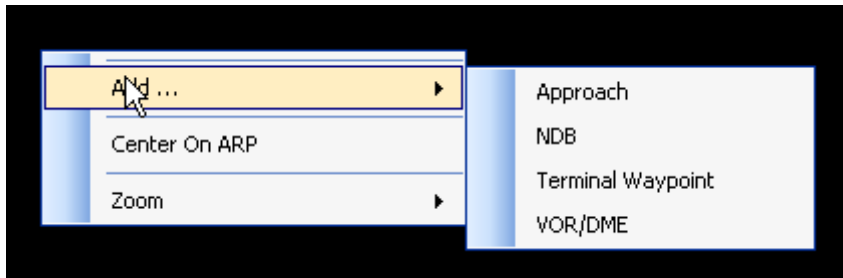 Add ...
Center On ARP
Zoom
Approach
NDB
Terminal Waypoint
VOR/DME